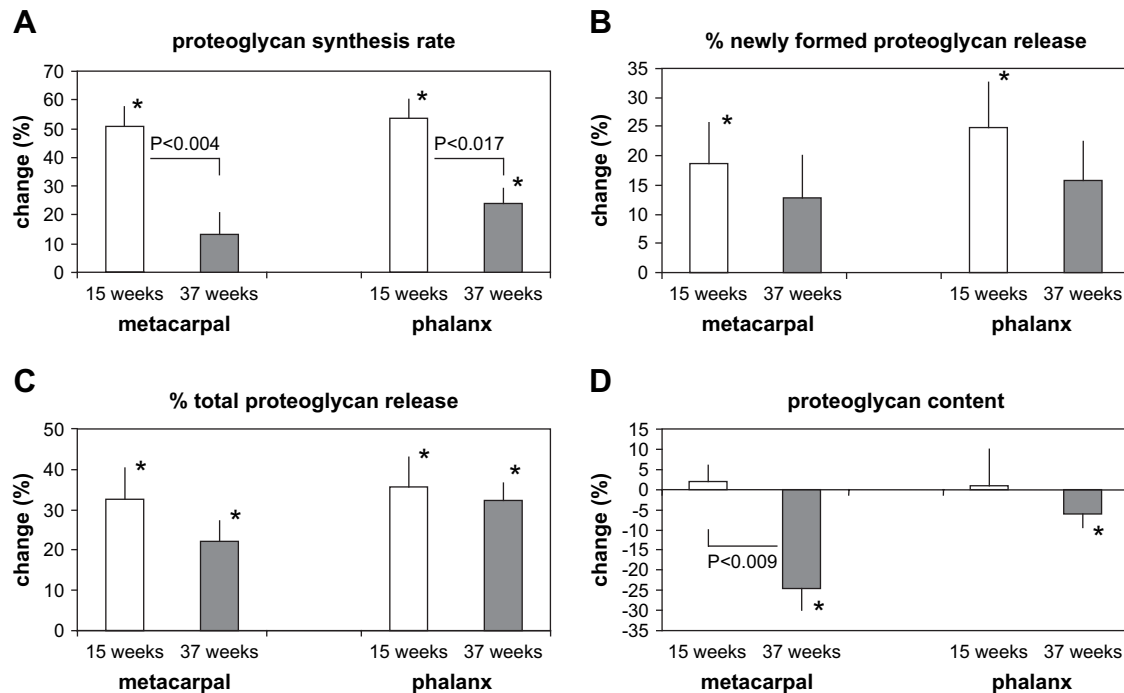 A
proteoglycan synthesis rate
change (%)
70
60
50
40
30
20
10
0
*
P<0.004
*
P<0.017
*
15 weeks 37 weeks 15 weeks 37 weeks
metacarpal phalanx
B
% newly formed proteoglycan release
change (%)
35
30
25
20
15
10
5
0
*
*
15 weeks 37 weeks 15 weeks 37 weeks
metacarpal phalanx
C
% total proteoglycan release
change (%)
50
40
30
20
10
0
*
*
*
*
15 weeks 37 weeks 15 weeks 37 weeks
metacarpal phalanx
D
proteoglycan content
change (%)
15
10
5
0
-5
-10
-15
-20
-25
-30
-35
P<0.009
*
*
15 weeks 37 weeks 15 weeks 37 weeks
metacarpal phalanx